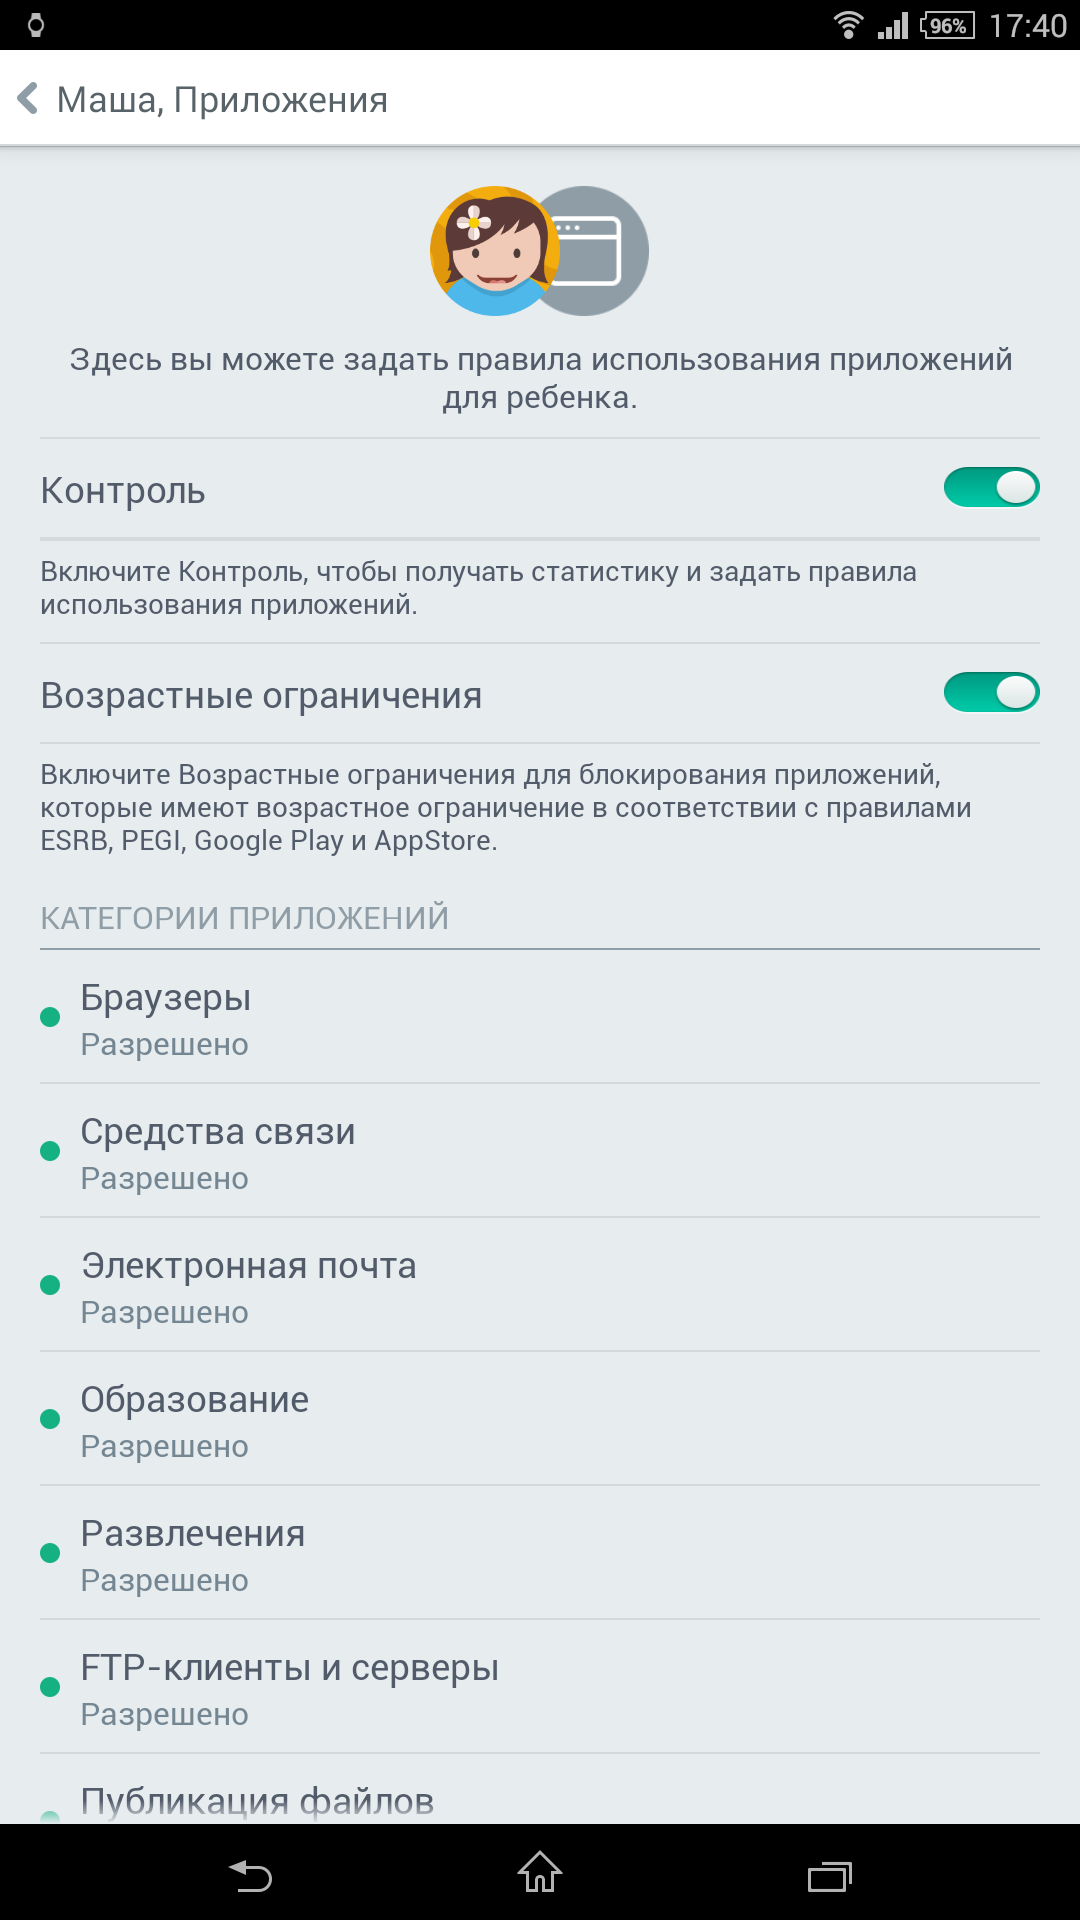 96% 17:40
Маша, Приложения
Здесь вы можете задать правила использования приложений
для ребенка.
Контроль
Включите Контроль, чтобы получать статистику и задать правила
использования приложений.
Возрастные ограничения
Включите Возрастные ограничения для блокирования приложений,
которые имеют возрастное ограничение в соответствии с правилами
ESRB, PEGI, Google Play и AppStore.
КАТЕГОРИИ ПРИЛОЖЕНИЙ
Браузеры
Разрешено
Средства связи
Разрешено
Электронная почта
Разрешено
Образование
Разрешено
Развлечения
Разрешено
FTP-клиенты и серверы
Разрешено
Публикация файлов